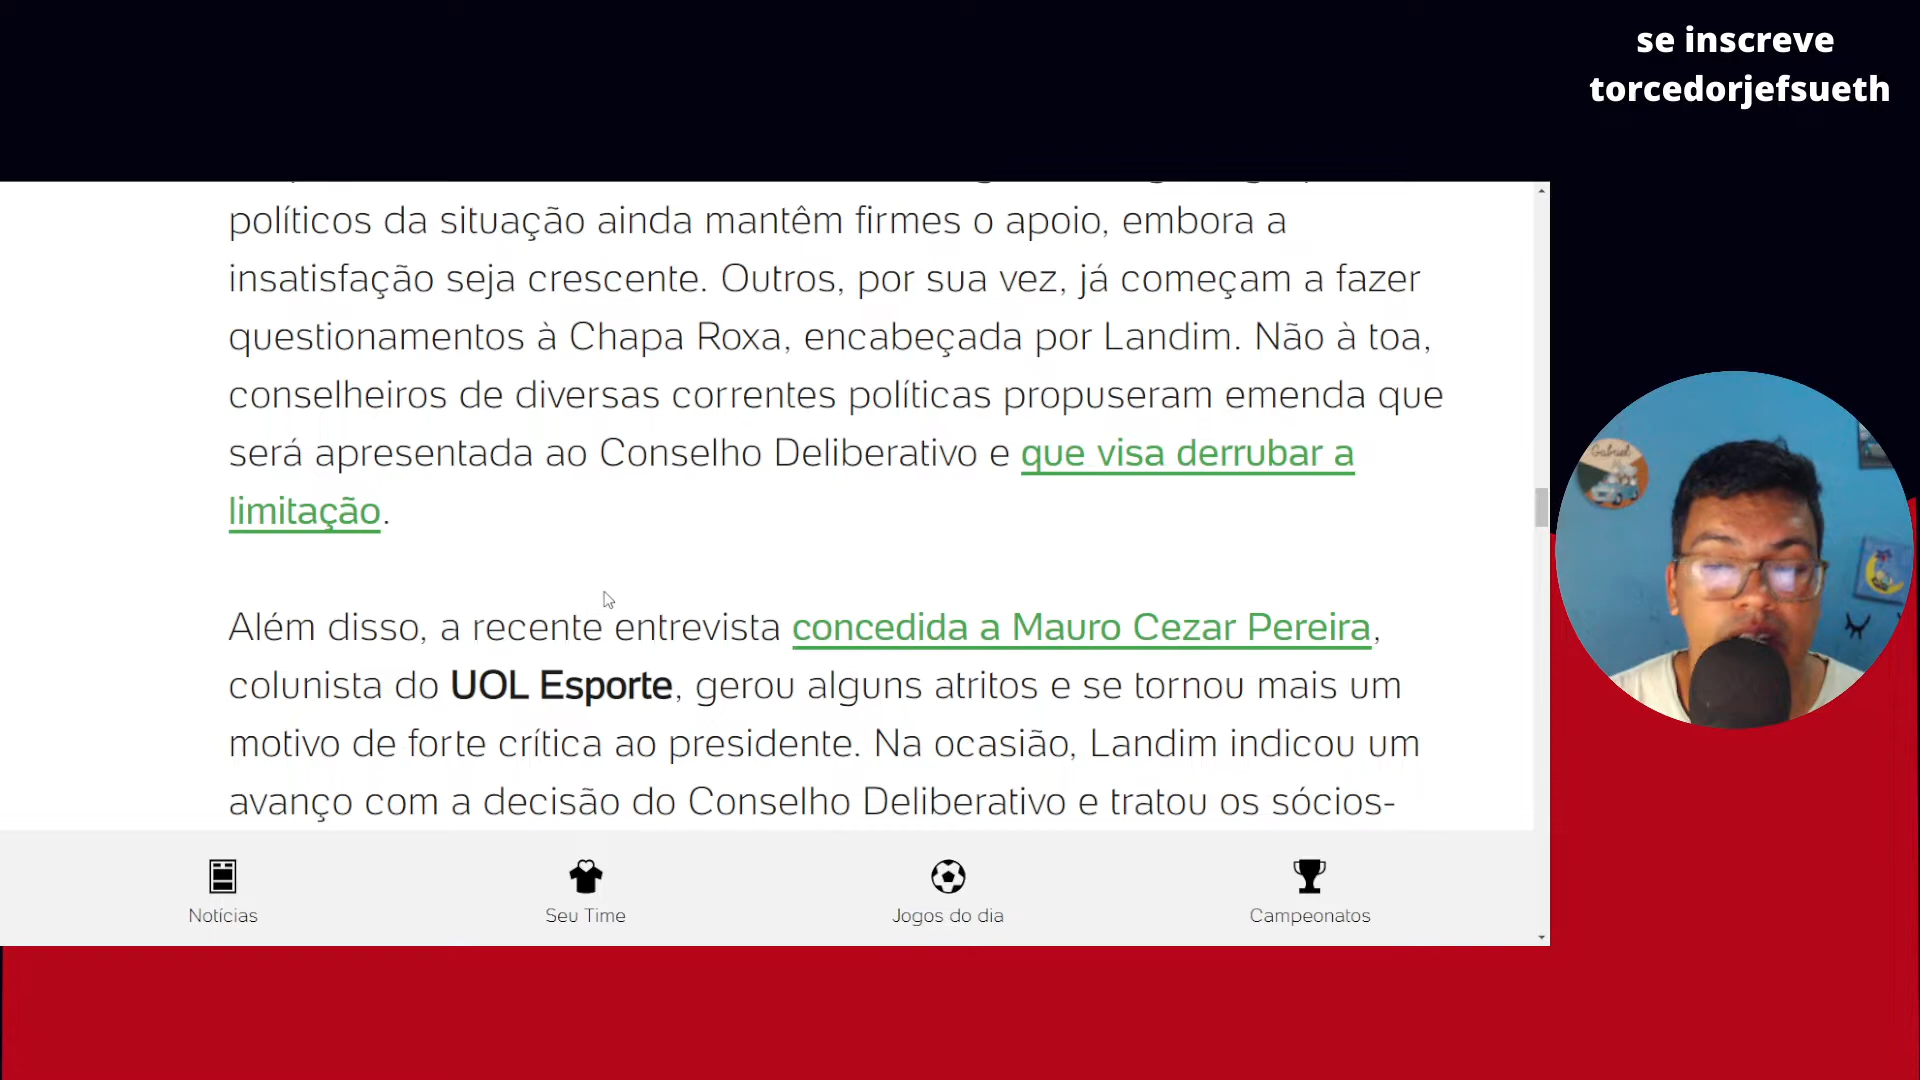 se inscreve
torcedorjefsueth
políticos da situação ainda mantêm firmes o apoio, embora a
insatisfação seja crescente. Outros, por sua vez, já começam a fazer
questionamentos à Chapa Roxa, encabeçada por Landim. Não à toa,
conselheiros de diversas correntes políticas propuseram emenda que
será apresentada ao Conselho Deliberativo e que visa derrubar a
limitação.
Além disso, a recente entrevista concedida a Mauro Cezar Pereira,
colunista do UOL Esporte, gerou alguns atritos e se tornou mais um
motivo de forte crítica ao presidente. Na ocasião, Landim indicou um
avanço com a decisão do Conselho Deliberativo e tratou os sócios-
Notícias
Seu Time
Jogos do dia
Campeonatos
Gabriel